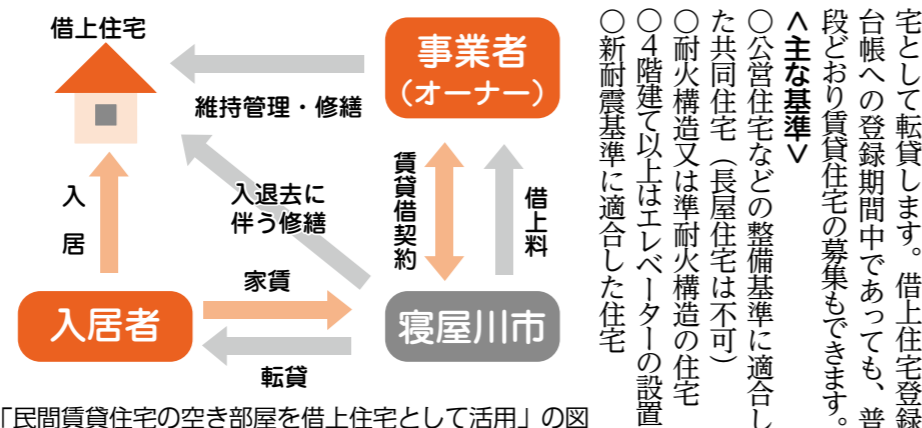 宅として転貸します。借上住宅登録
台帳への登録期間中であっても、普
段どおり賃貸住宅の募集もできます。
＜主な基準＞
○公営住宅などの整備基準に適合し
た共同住宅（長屋住宅は不可）
○耐火構造又は準耐火構造の住宅
○4階建て以上はエレベーターの設置
○新耐震基準に適合した住宅
借上住宅
事業者
（オーナー）
維持管理・修繕
入居
入退去に
伴う修繕
賃貸借契約
借上料
家賃
入居者
寝屋川市
転貸
「民間賃貸住宅の空き部屋を借上住宅として活用」の図